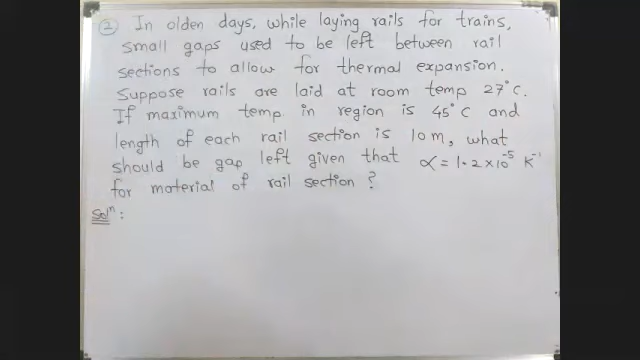 ② In olden days, while laying rails for trains,
small gaps used to be left between rail
sections to allow for thermal expansion.
Suppose rails are laid at room temp 27°C.
If maximum temp in region is 45°C and
length of each rail section is 10m, what
should be gap left given that α = 1.2×10⁻⁵ K⁻¹
for material of rail section ?
Solⁿ :